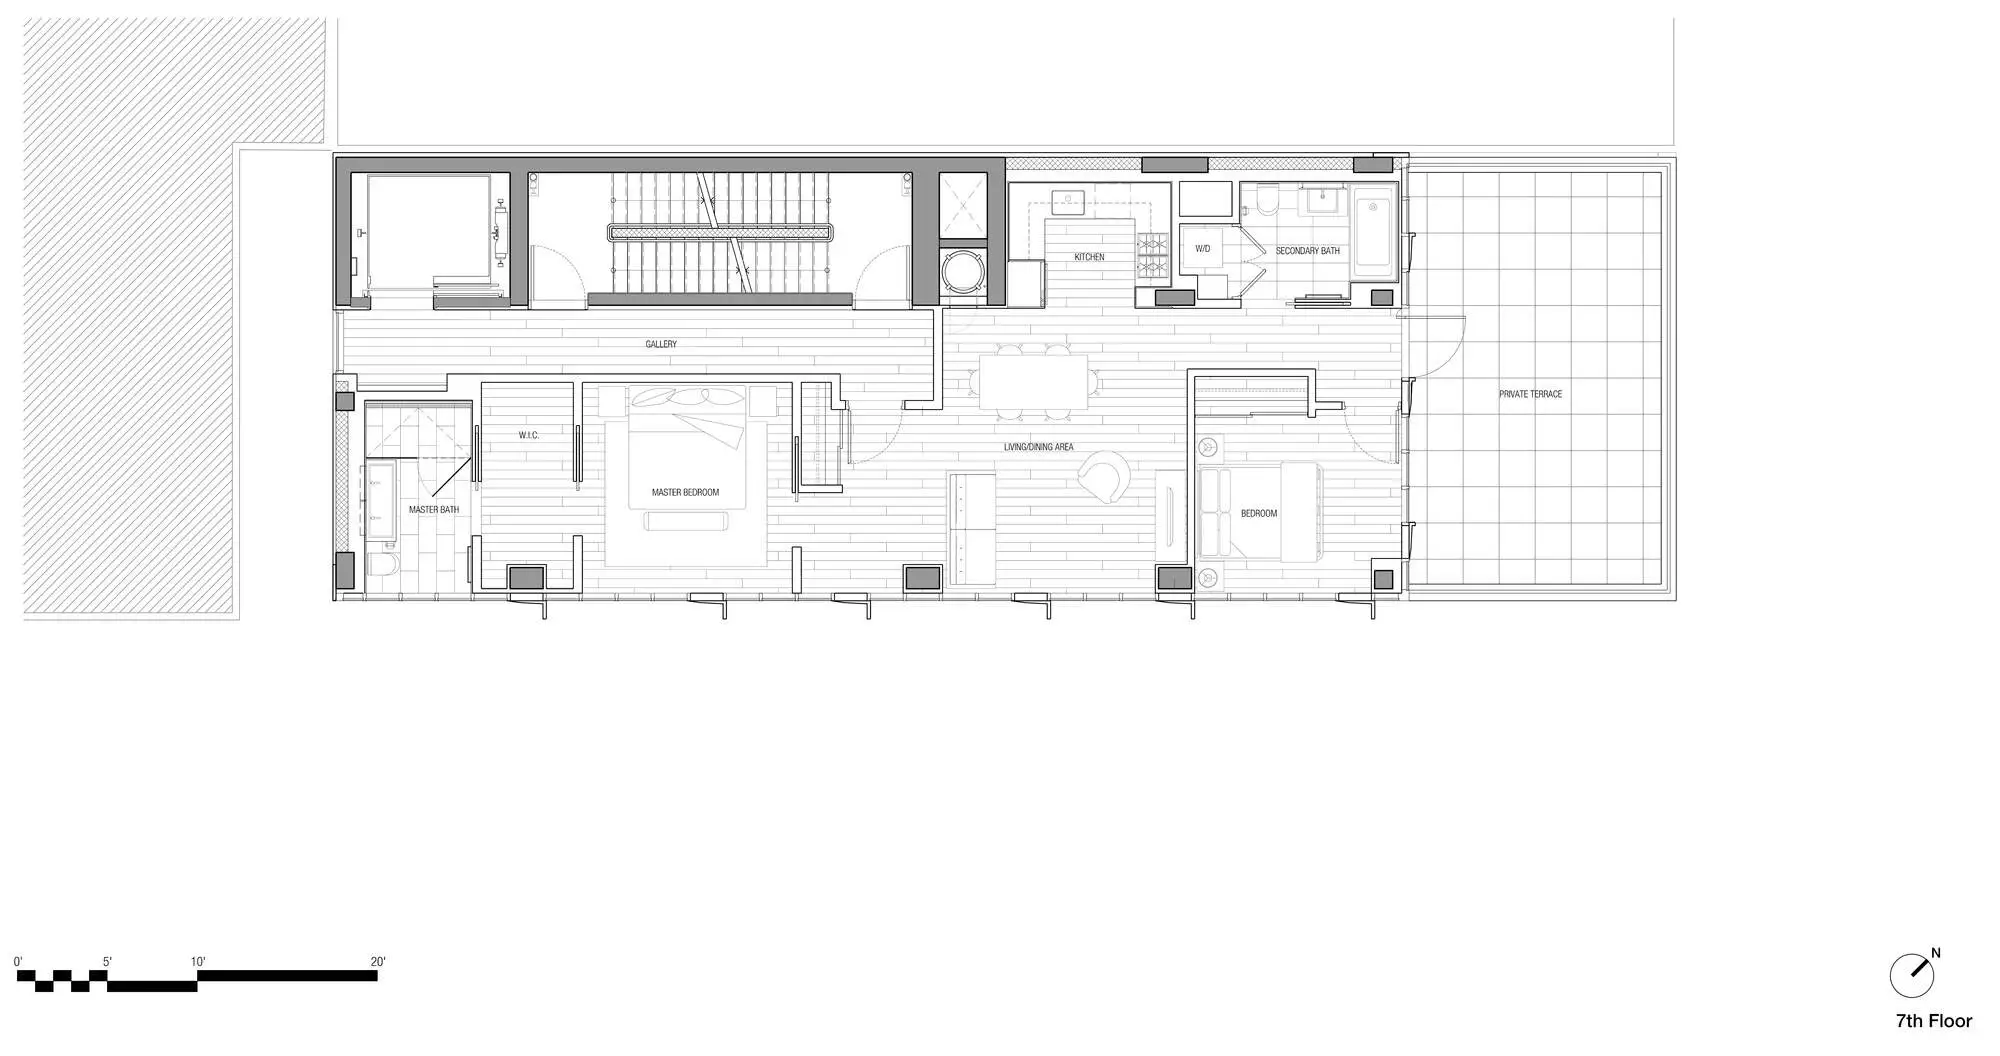 KITCHEN
W/D
SECONDARY BATH
GALLERY
PRIVATE TERRACE
W.I.C.
LIVING/DINING AREA
MASTER BEDROOM
MASTER BATH
BEDROOM
0' 5' 10' 20'
N
7th Floor